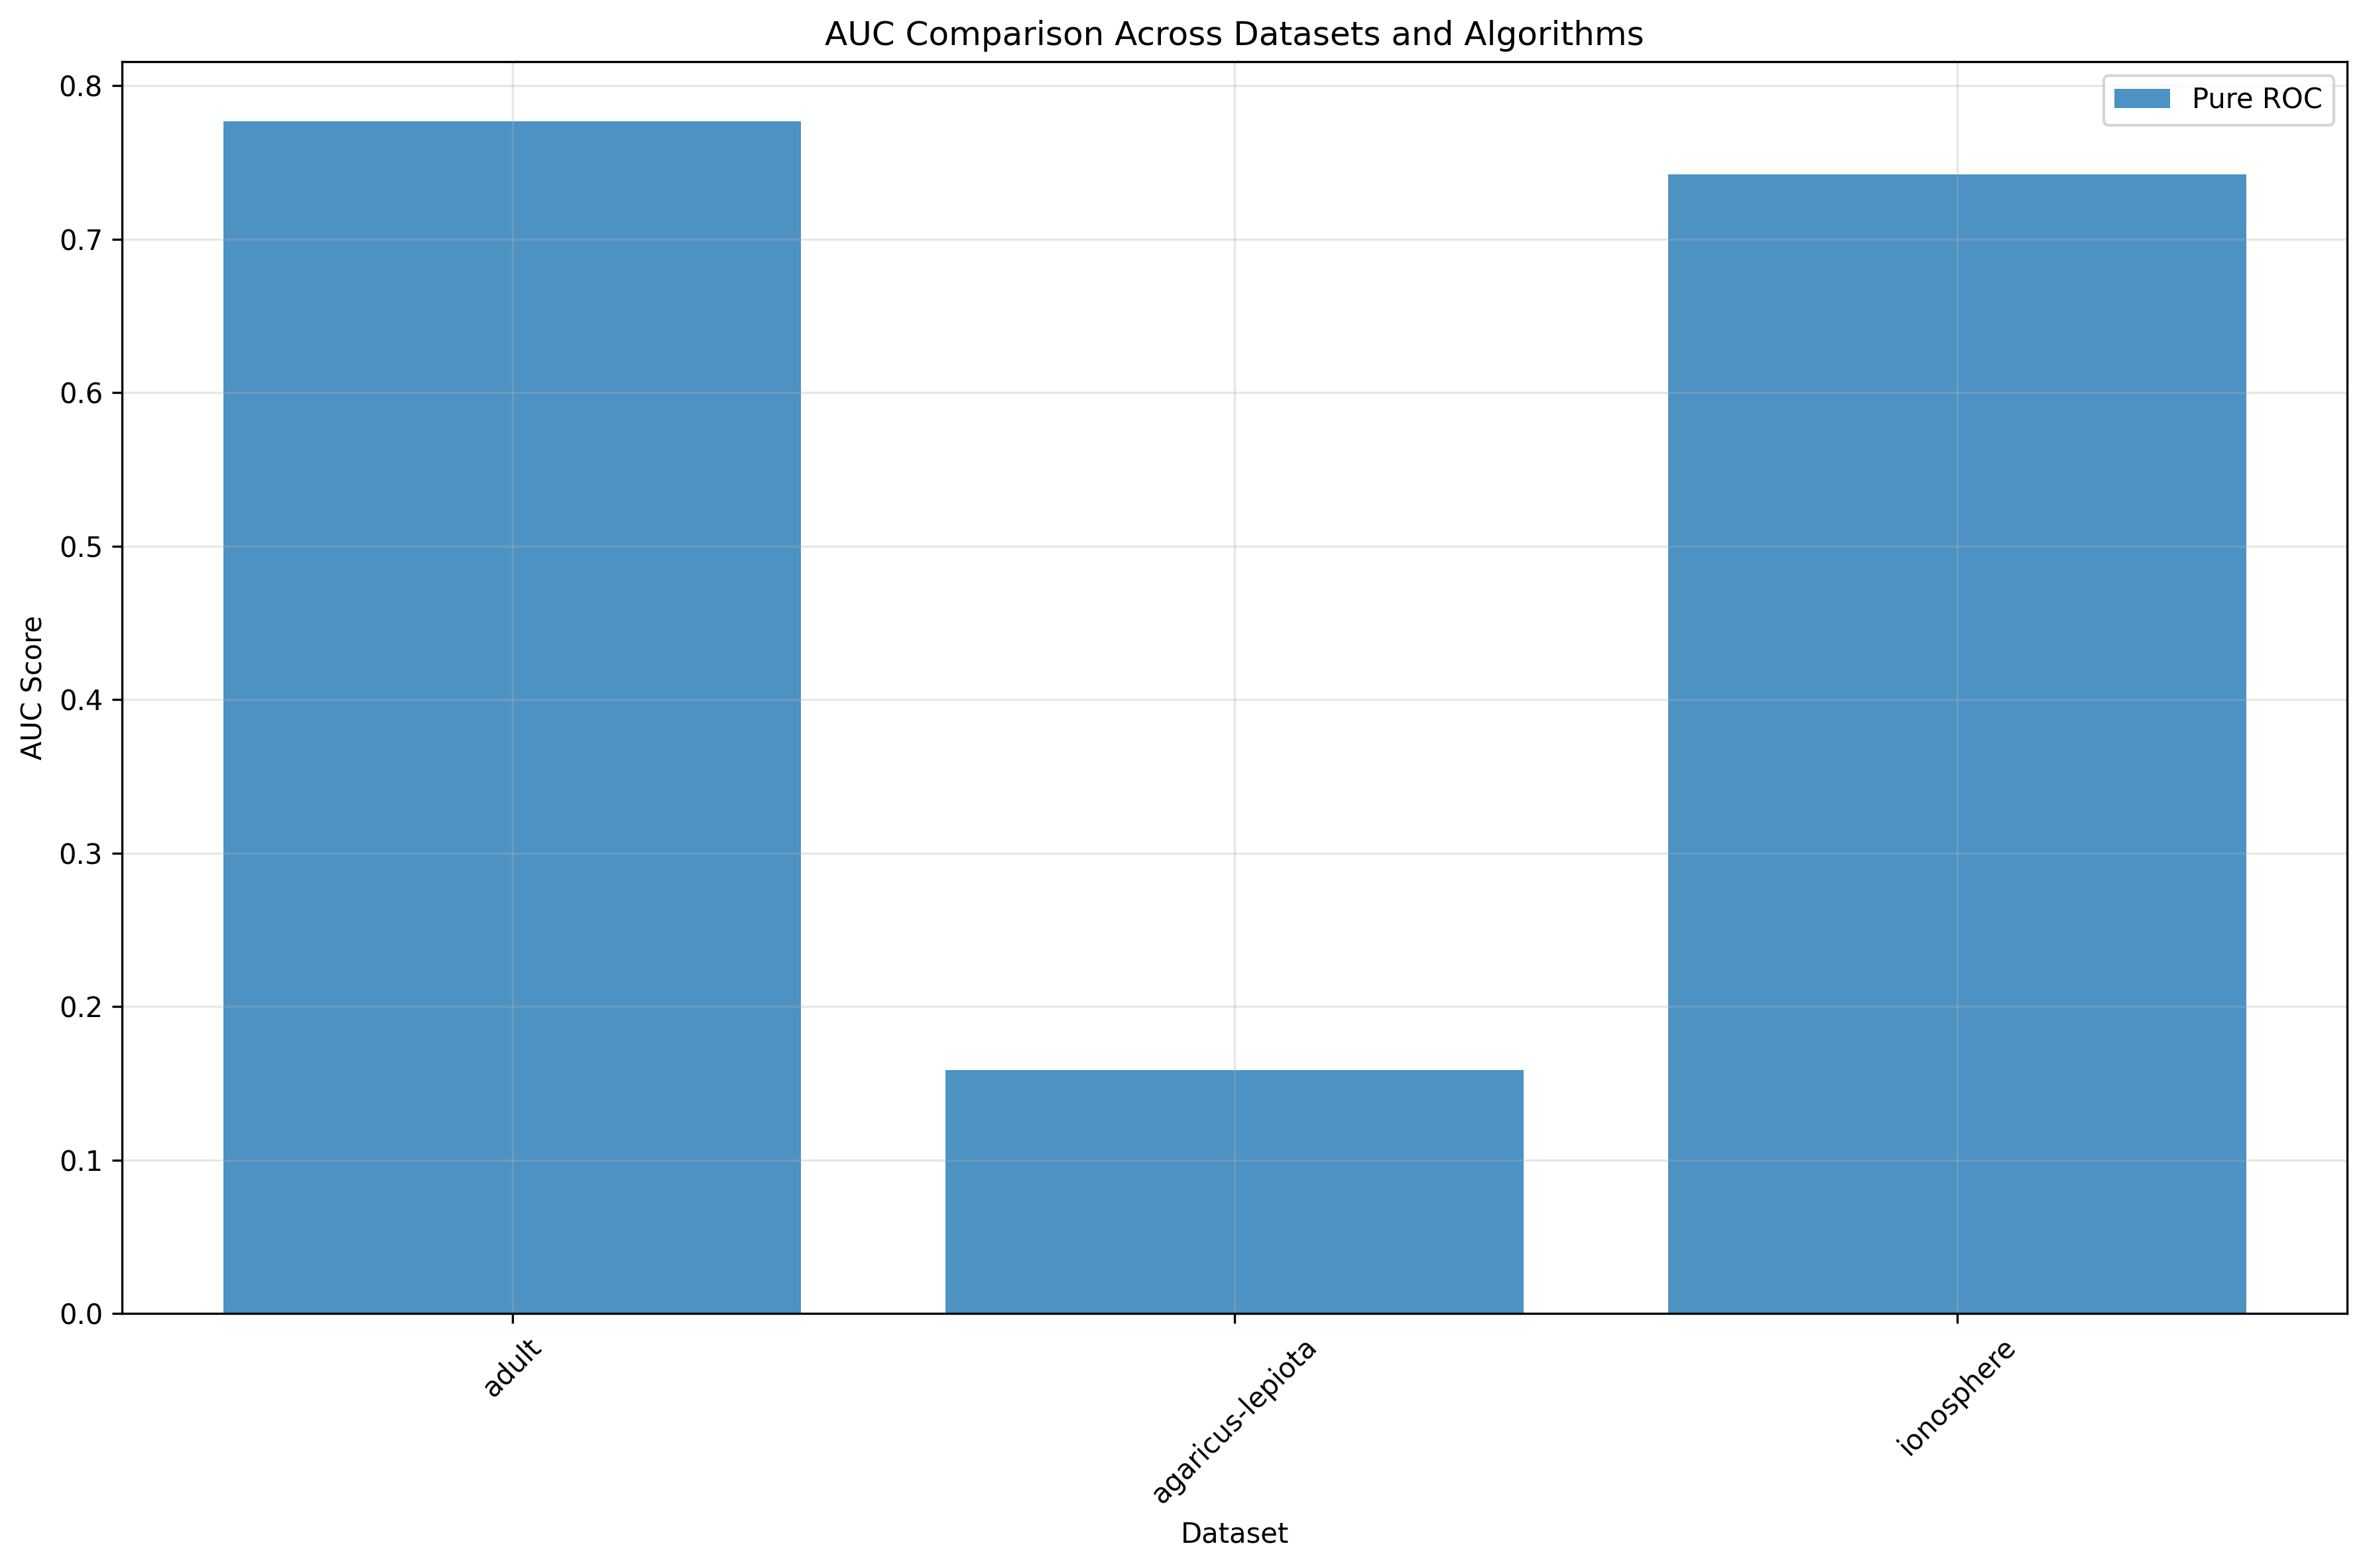 AUC Comparison Across Datasets and Algorithms
Pure ROC
0.8
0.7
0.6
0.5
0.4
0.3
0.2
0.1
0.0
AUC Score
adult
agaricus-lepiota
ionosphere
Dataset